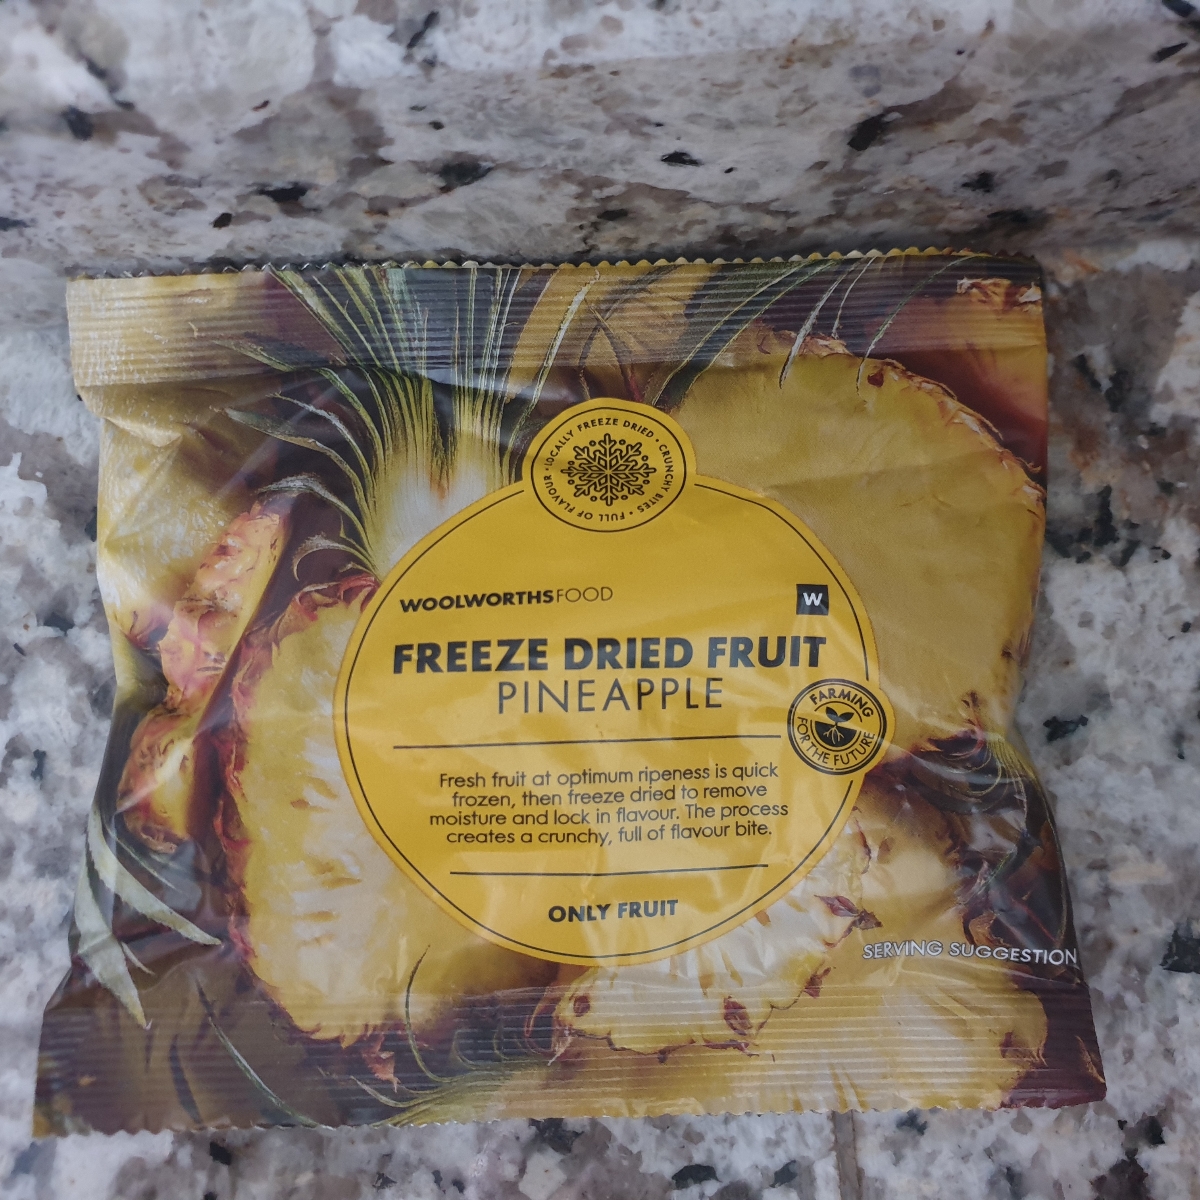 LOCALLY FREEZE DRIED • CRUNCHY BITES • FULL OF FLAVOUR •
WOOLWORTHSFOOD
W
FREEZE DRIED FRUIT
PINEAPPLE
FARMING
FOR THE FUTURE
Fresh fruit at optimum ripeness is quick
frozen, then freeze dried to remove
moisture and lock in flavour. The process
creates a crunchy, full of flavour bite.
ONLY FRUIT
SERVING SUGGESTION